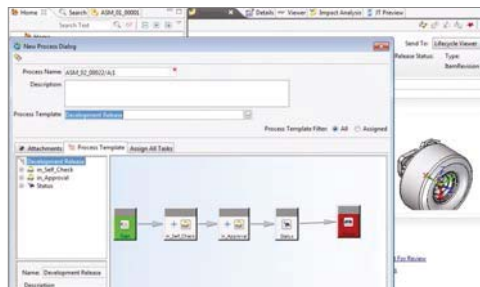 Home
Search
ASM_02_00001
Details
Viewer
Impact Analysis
JT Preview
Search Text
New Process Dialog
Send To: Lifecycle Viewer
Release Status:
Type:
ItemRevision
Process Name: ASM_02_00022/A;1
Description:
Process Template: Development Release
Process Template Filter: All Assigned
Attachments
Process Template
Assign All Tasks
Development Release
in_Self_Check
in_Approval
Status
in_Self_Check
in_Approval
Status
Name: Development Release
Description